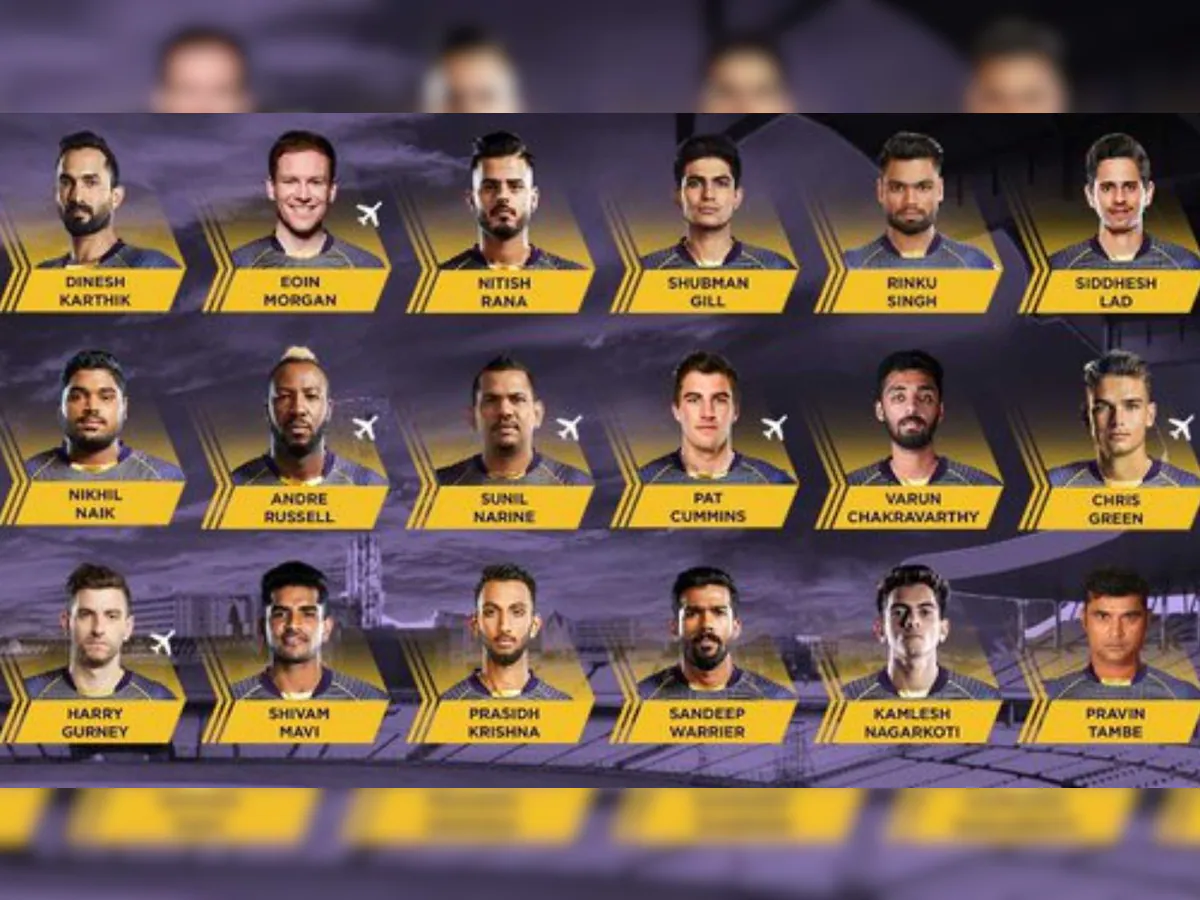 DINESH
KARTHIK
EOIN
MORGAN
NITISH
RANA
SHUBMAN
GILL
RINKU
SINGH
SIDDHESH
LAD
NIKHIL
NAIK
ANDRE
RUSSELL
SUNIL
NARINE
PAT
CUMMINS
VARUN
CHAKRAVARTHY
CHRIS
GREEN
HARRY
GURNEY
SHIVAM
MAVI
PRASIDH
KRISHNA
SANDEEP
WARRIER
KAMLESH
NAGARKOTI
PRAVIN
TAMBE